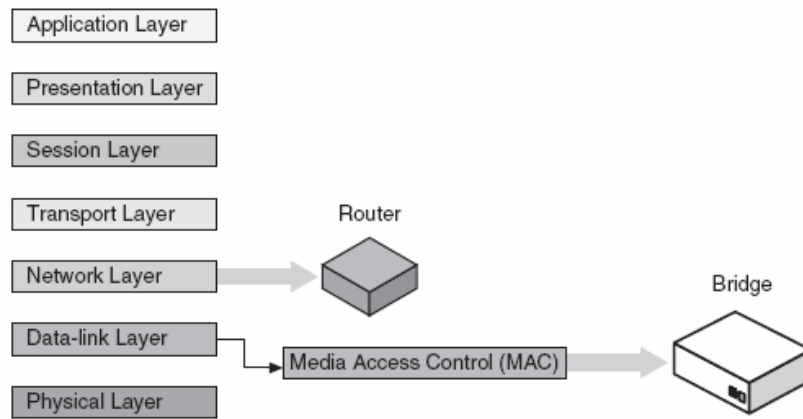 Application Layer
Presentation Layer
Session Layer
Transport Layer
Router
Network Layer
Bridge
Data-link Layer
Media Access Control (MAC)
Physical Layer